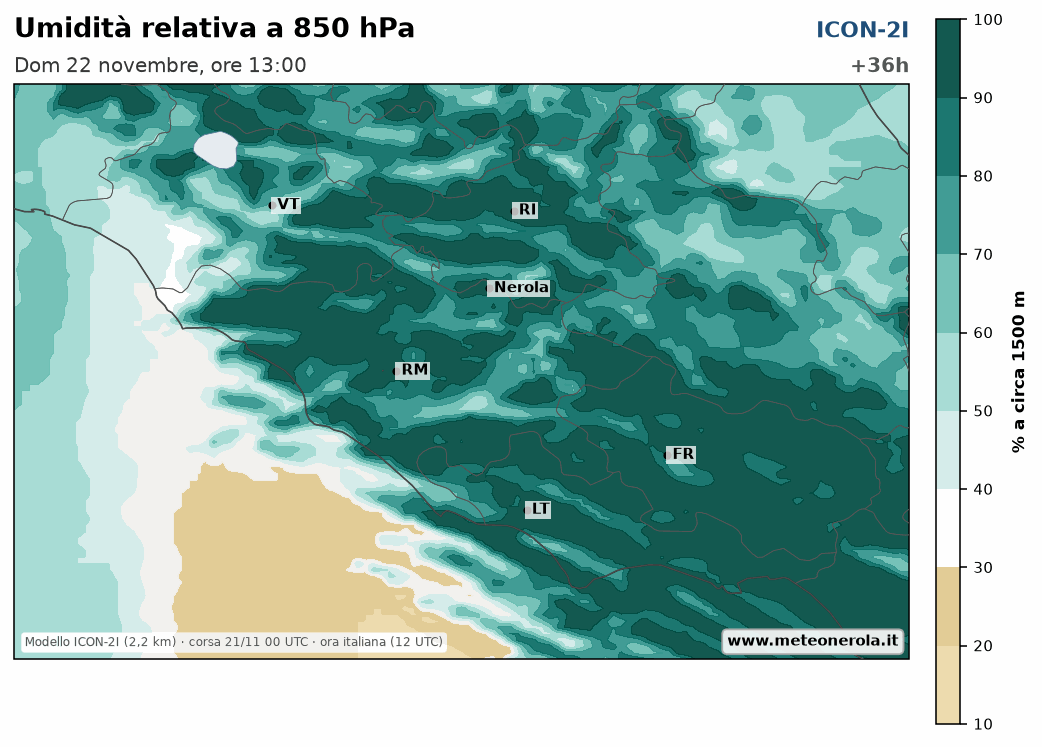 Umidità relativa a 850 hPa
ICON-2I
Dom 22 novembre, ore 13:00
+36h
100
90
80
70
60
50
40
30
20
10
% a circa 1500 m
VT
RI
Nerola
RM
FR
LT
Modello ICON-2I (2,2 km) · corsa 21/11 00 UTC · ora italiana (12 UTC)
www.meteonerola.it